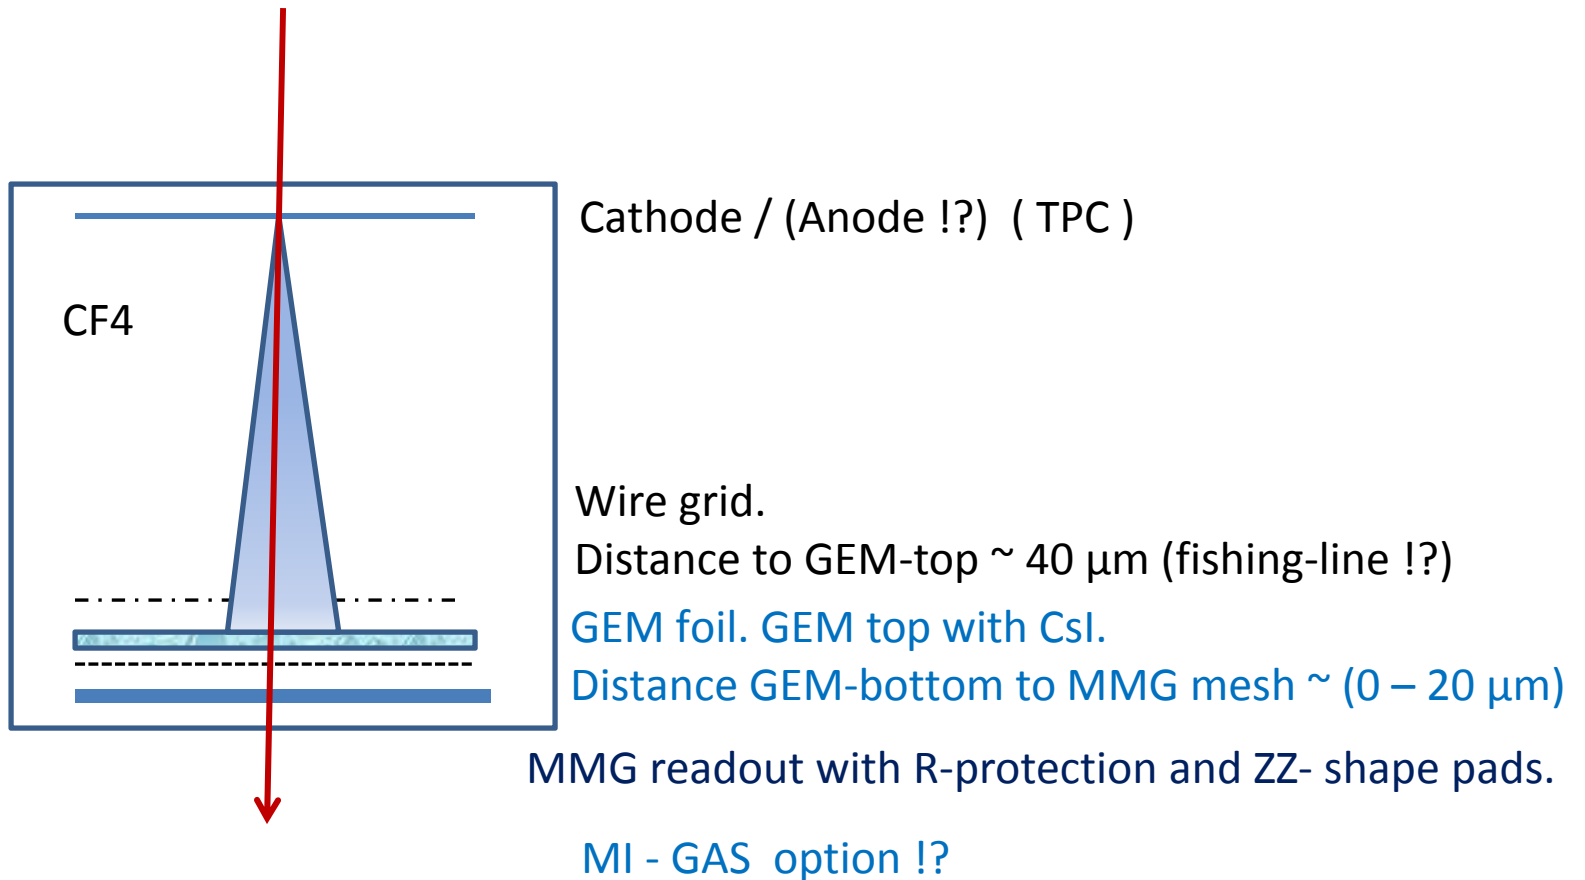 Cathode / (Anode !?) ( TPC )
CF4
Wire grid.
Distance to GEM-top ~ 40 µm (fishing-line !?)
GEM foil. GEM top with CsI.
Distance GEM-bottom to MMG mesh ~ (0 – 20 µm)
MMG readout with R-protection and ZZ- shape pads.
MI - GAS option !?